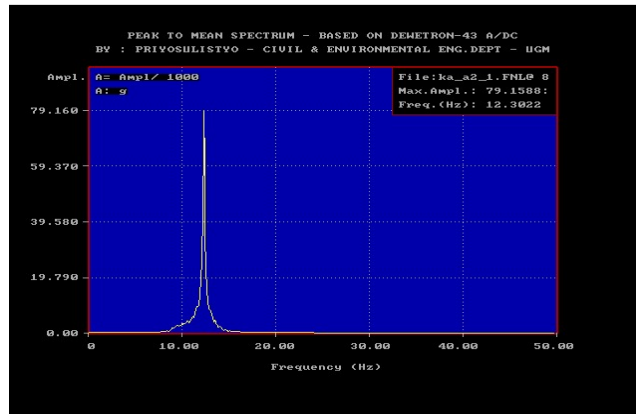 PEAK TO MEAN SPECTRUM - BASED ON DEWETRON-43 A/DC
BY : PRIYOSULISTYO - CIVIL & ENVIRONMENTAL ENG.DEPT - UGM
Ampl.
A= Ampl/ 1000
A: g
File:ka_a2_1.FNL@ 8
Max.Ampl.: 79.1588:
Freq.(Hz): 12.3022
79.160
59.370
39.580
19.790
0.00
0 10.00 20.00 30.00 40.00 50.00
Frequency (Hz)